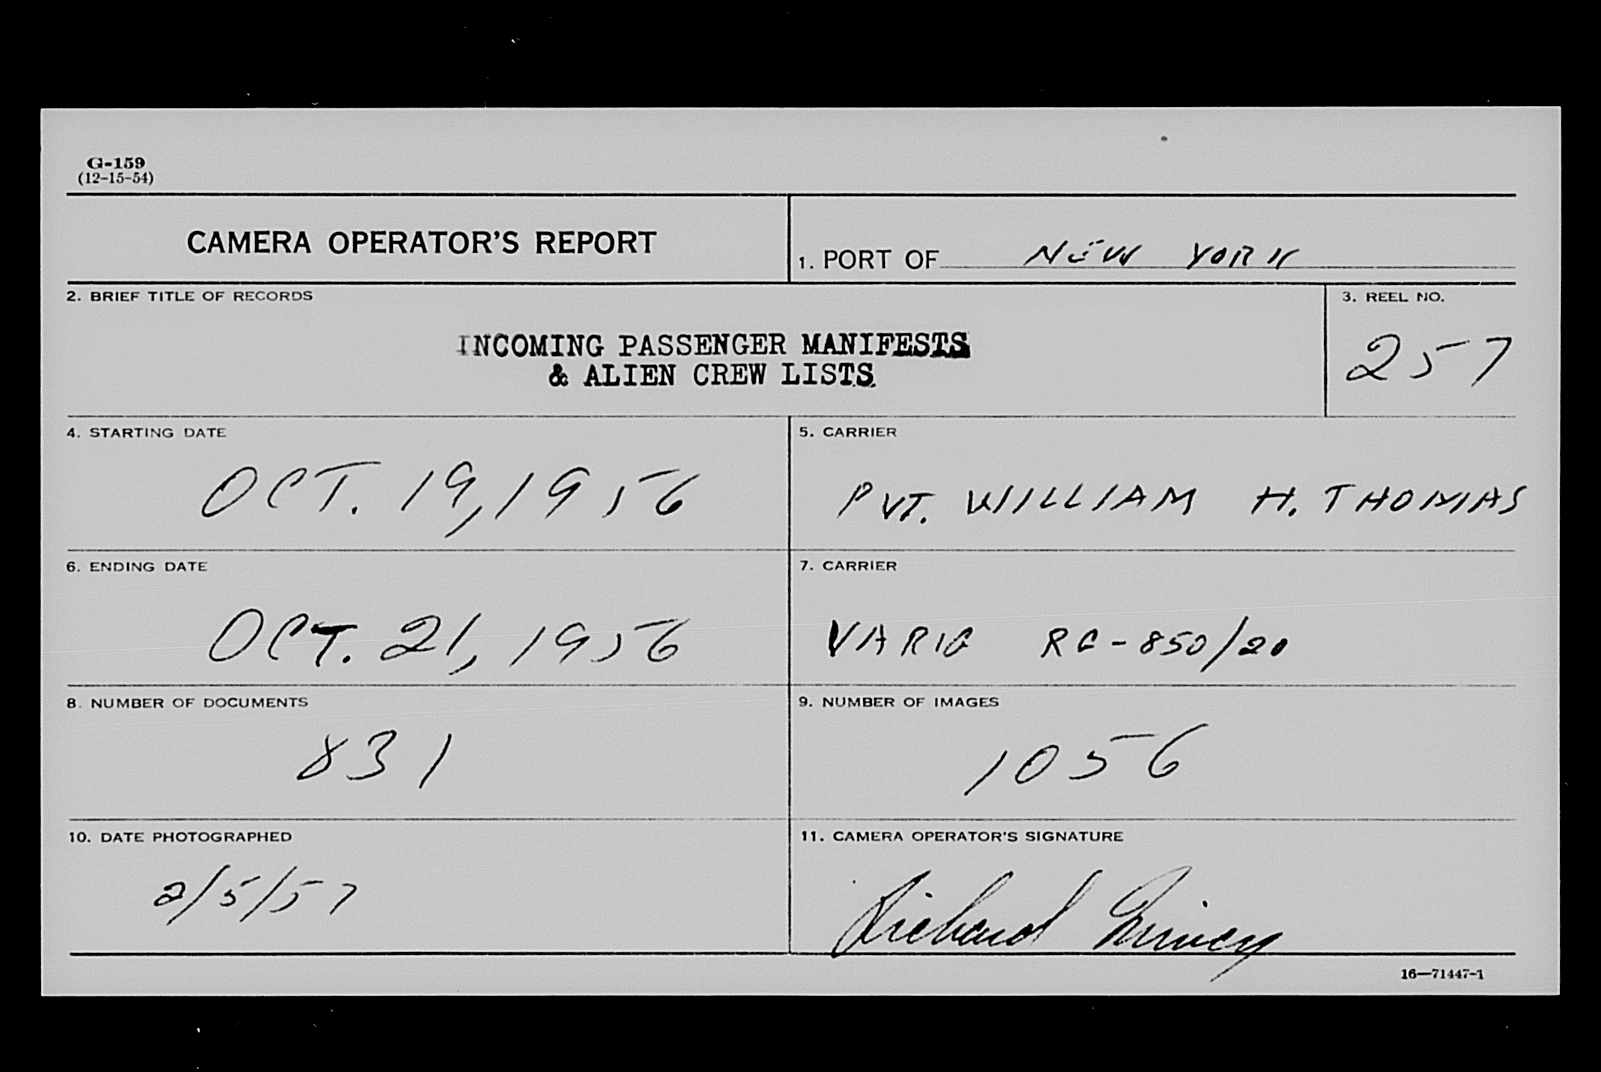 G-159
(12-15-54)
CAMERA OPERATOR'S REPORT
1. PORT OF NEW YORK
2. BRIEF TITLE OF RECORDS
INCOMING PASSENGER MANIFESTS
& ALIEN CREW LISTS
3. REEL NO.
257
4. STARTING DATE
OCT. 19, 1956
5. CARRIER
PVT. WILLIAM H. THOMAS
6. ENDING DATE
OCT. 21, 1956
7. CARRIER
VARIG RG-850/20
8. NUMBER OF DOCUMENTS
831
9. NUMBER OF IMAGES
1056
10. DATE PHOTOGRAPHED
2/5/57
11. CAMERA OPERATOR'S SIGNATURE
Richard
16—71447-1